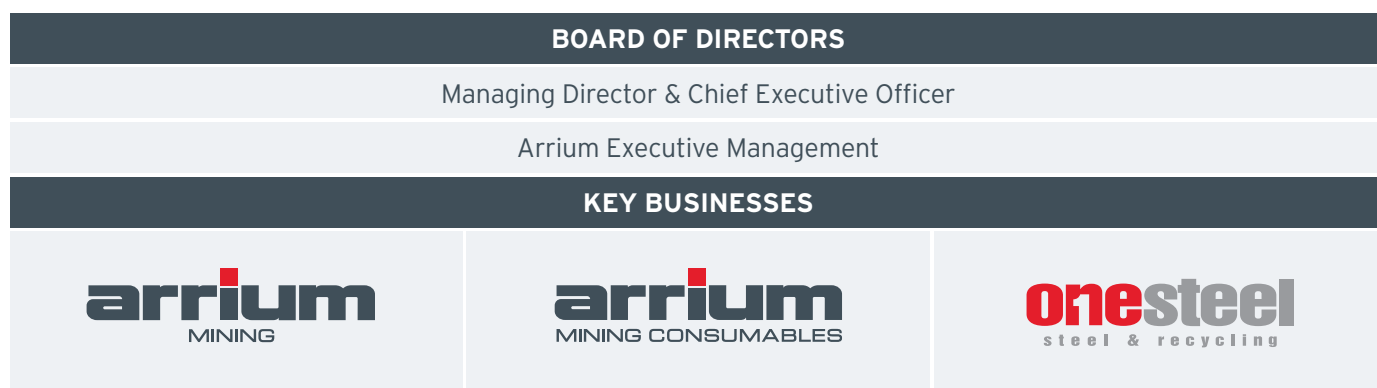 BOARD OF DIRECTORS
Managing Director & Chief Executive Officer
Arrium Executive Management
KEY BUSINESSES
arrium
MINING
arrium
MINING CONSUMABLES
onesteel
steel & recycling